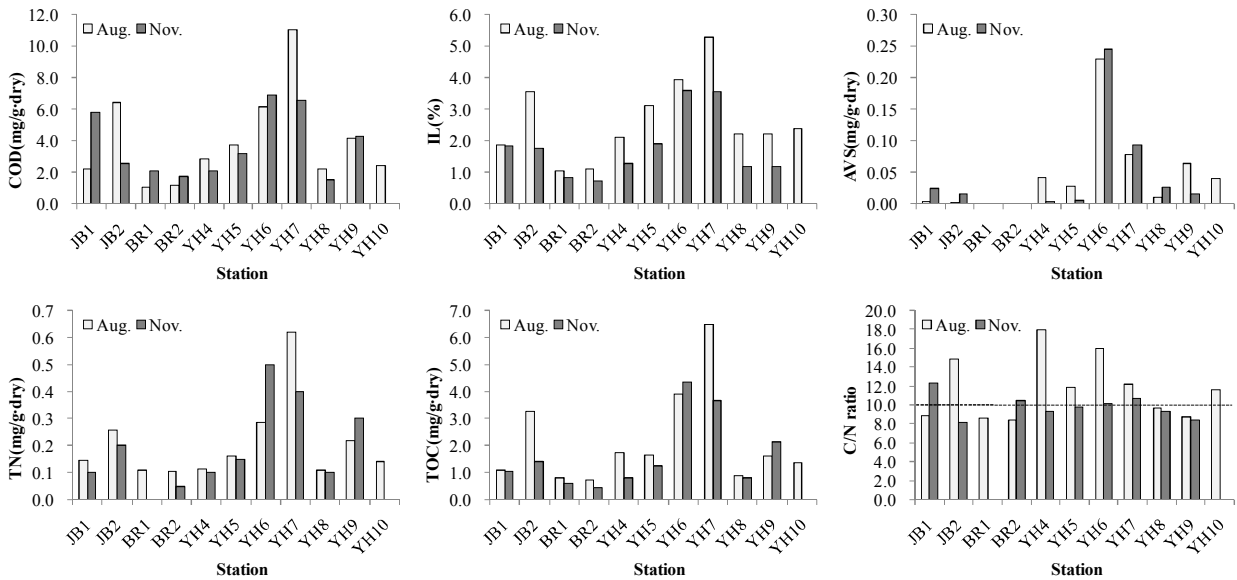 COD(mg/g·dry)
12.0
10.0
8.0
6.0
4.0
2.0
0.0
Aug. Nov.
JB1 JB2 BR1 BR2 YH4 YH5 YH6 YH7 YH8 YH9 YH10
Station
IL(%)
6.0
5.0
4.0
3.0
2.0
1.0
0.0
Aug. Nov.
JB1 JB2 BR1 BR2 YH4 YH5 YH6 YH7 YH8 YH9 YH10
Station
AVS(mg/g·dry)
0.30
0.25
0.20
0.15
0.10
0.05
0.00
Aug. Nov.
JB1 JB2 BR1 BR2 YH4 YH5 YH6 YH7 YH8 YH9 YH10
Station
TN(mg/g·dry)
0.7
0.6
0.5
0.4
0.3
0.2
0.1
0.0
Aug. Nov.
JB1 JB2 BR1 BR2 YH4 YH5 YH6 YH7 YH8 YH9 YH10
Station
TOC(mg/g·dry)
7.0
6.0
5.0
4.0
3.0
2.0
1.0
0.0
Aug. Nov.
JB1 JB2 BR1 BR2 YH4 YH5 YH6 YH7 YH8 YH9 YH10
Station
C/N ratio
20.0
18.0
16.0
14.0
12.0
10.0
8.0
6.0
4.0
2.0
0.0
Aug. Nov.
JB1 JB2 BR1 BR2 YH4 YH5 YH6 YH7 YH8 YH9 YH10
Station